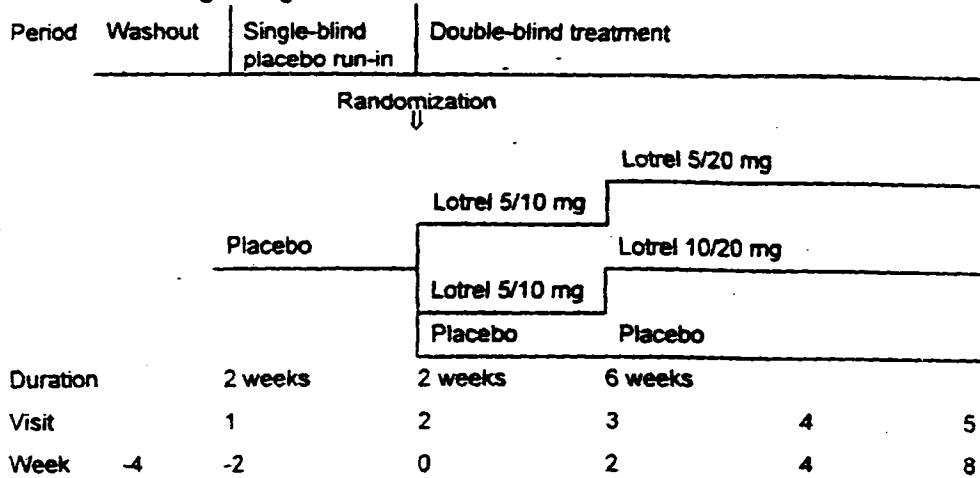 Period Washout Single-blind Double-blind treatment
placebo run-in
Randomization
Lotrel 5/20 mg
Lotrel 5/10 mg
Placebo Lotrel 10/20 mg
Lotrel 5/10 mg
Placebo Placebo
Duration 2 weeks 2 weeks 6 weeks
Visit 1 2 3 4 5
Week -4 -2 0 2 4 8